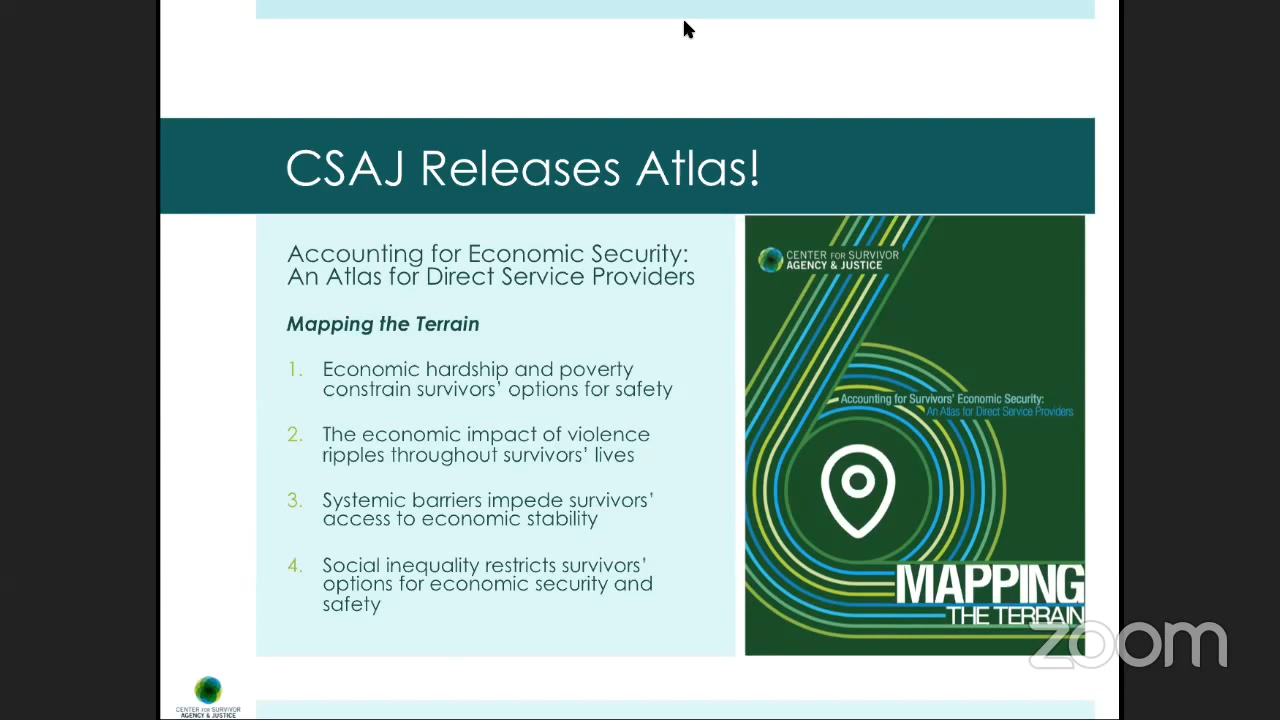 CSAJ Releases Atlas!
Accounting for Economic Security:
An Atlas for Direct Service Providers
Mapping the Terrain
1. Economic hardship and poverty
constrain survivors' options for safety
2. The economic impact of violence
ripples throughout survivors' lives
3. Systemic barriers impede survivors'
access to economic stability
4. Social inequality restricts survivors'
options for economic security and
safety
CENTER FOR SURVIVOR
AGENCY & JUSTICE
Accounting for Survivors' Economic Security:
An Atlas for Direct Service Providers
MAPPING
THE TERRAIN
zoom
CENTER FOR SURVIVOR
AGENCY & JUSTICE